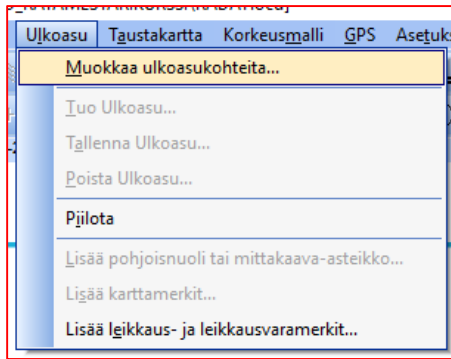 Ulkoasu Taustakartta Korkeusmalli GPS Asetuks
Muokkaa ulkoasukohteita...
Tuo Ulkoasu...
Tallenna Ulkoasu...
Poista Ulkoasu...
Piilota
Lisää pohjoisnuoli tai mittakaava-asteikko...
Lisää karttamerkit...
Lisää leikkaus- ja leikkausvaramerkit...